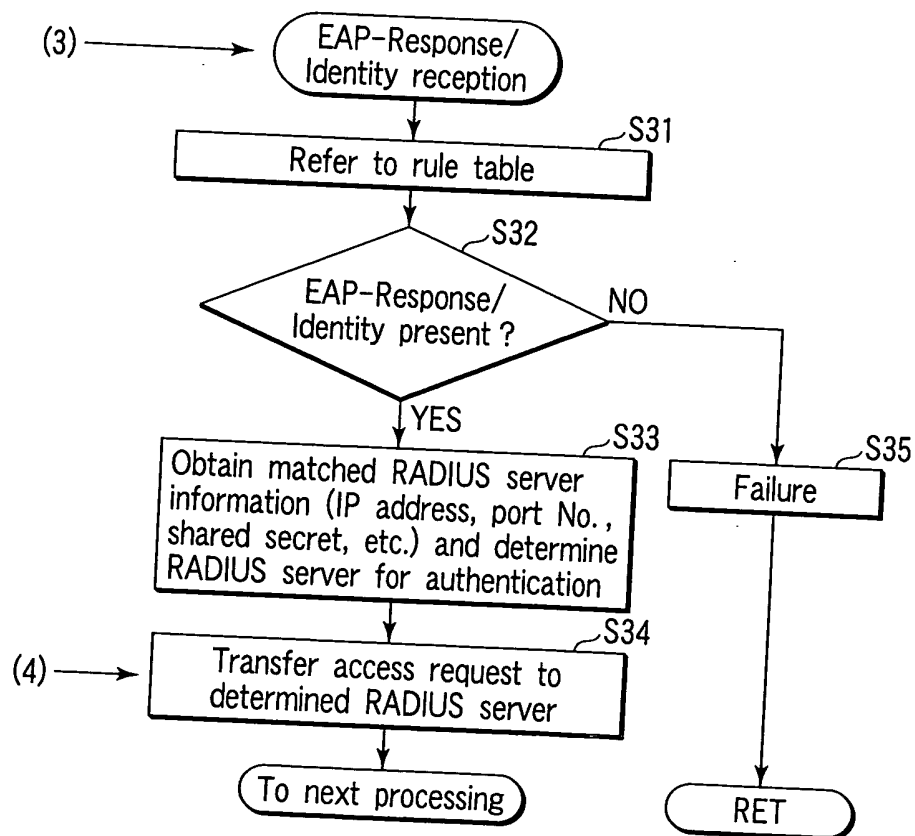 (3)
EAP-Response/
Identity reception
S31
Refer to rule table
S32
EAP-Response/
Identity present ?
NO
YES
S33
Obtain matched RADIUS server
information (IP address, port No.,
shared secret, etc.) and determine
RADIUS server for authentication
S35
Failure
S34
(4)
Transfer access request to
determined RADIUS server
To next processing
RET